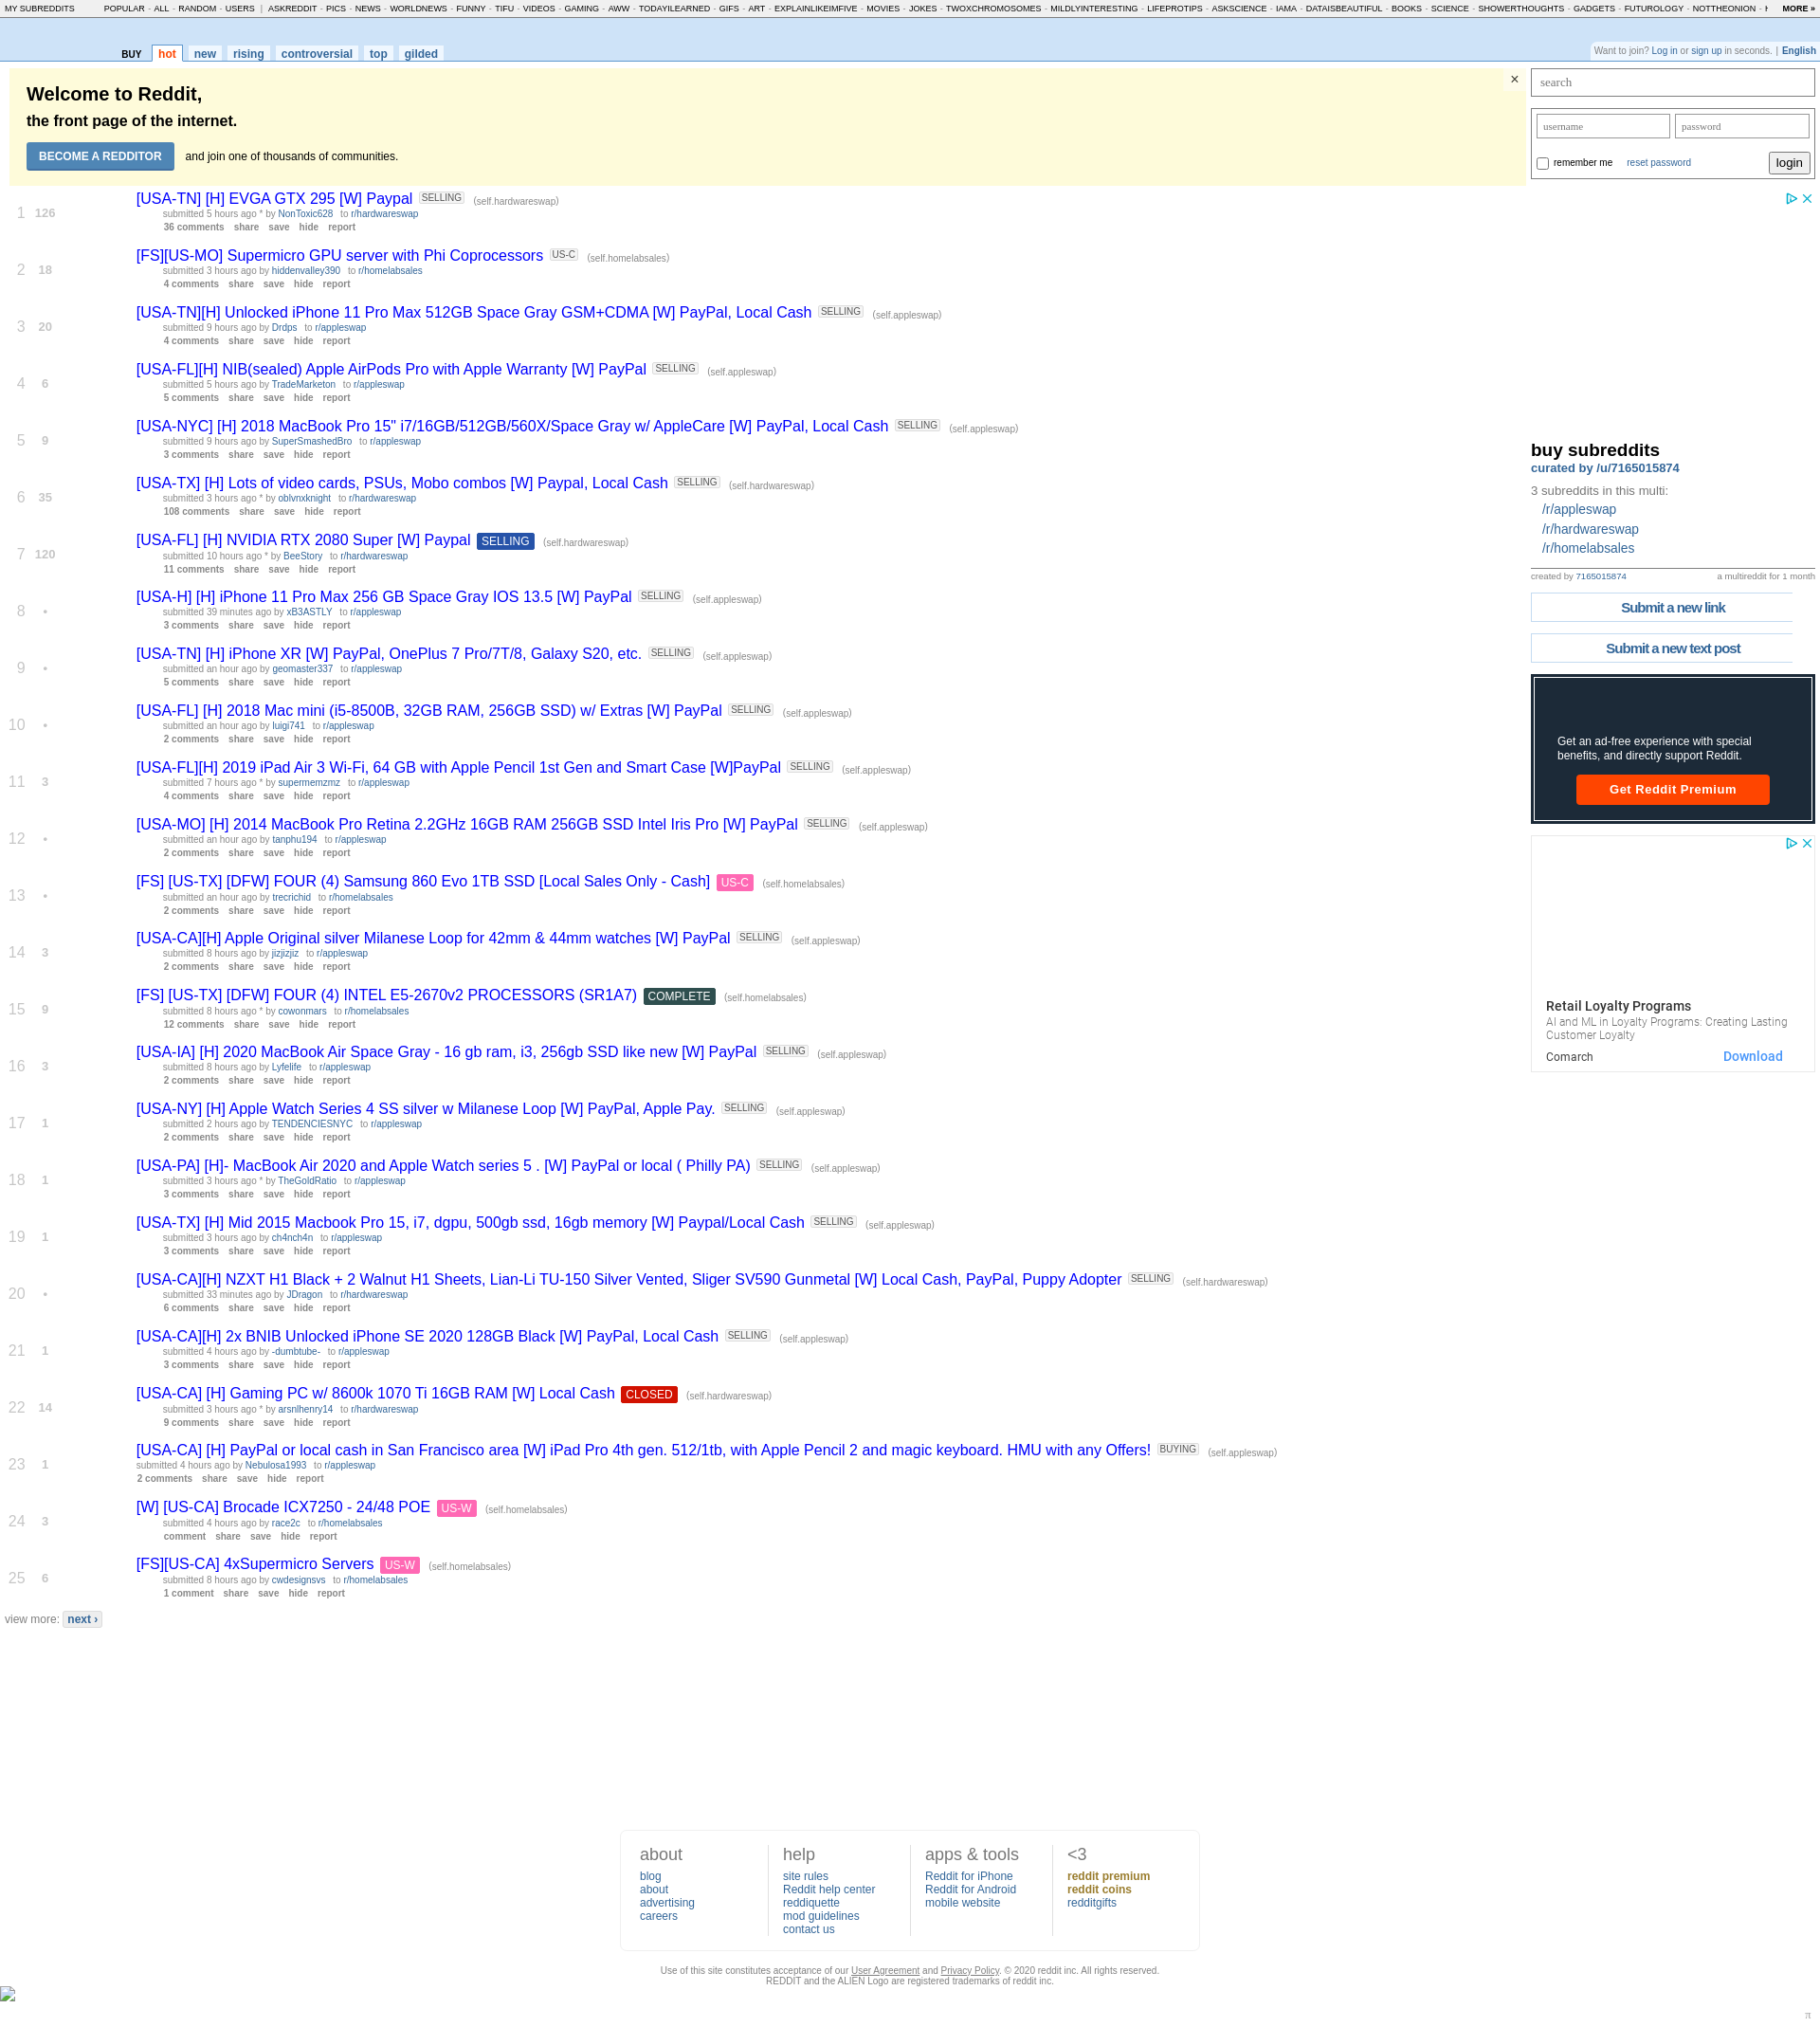 MY SUBREDDITS POPULAR - ALL - RANDOM - USERS | ASKREDDIT - PICS - NEWS - WORLDNEWS - FUNNY - TIFU - VIDEOS - GAMING - AWW - TODAYILEARNED - GIFS - ART - EXPLAINLIKEIMFIVE - MOVIES - JOKES - TWOXCHROMOSOMES - MILDLYINTERESTING - LIFEPROTIPS - ASKSCIENCE - IAMA - DATAISBEAUTIFUL - BOOKS - SCIENCE - SHOWERTHOUGHTS - GADGETS - FUTUROLOGY - NOTTHEONION - MORE »
BUY hot new rising controversial top gilded
Want to join? Log in or sign up in seconds. | English
Welcome to Reddit,
the front page of the internet.
BECOME A REDDITOR and join one of thousands of communities.
×
1 126 [USA-TN] [H] EVGA GTX 295 [W] Paypal SELLING (self.hardwareswap)
submitted 5 hours ago * by NonToxic628 to r/hardwareswap
36 comments share save hide report
2 18 [FS][US-MO] Supermicro GPU server with Phi Coprocessors US-C (self.homelabsales)
submitted 3 hours ago by hiddenvalley390 to r/homelabsales
4 comments share save hide report
3 20 [USA-TN][H] Unlocked iPhone 11 Pro Max 512GB Space Gray GSM+CDMA [W] PayPal, Local Cash SELLING (self.appleswap)
submitted 9 hours ago by Drdps to r/appleswap
4 comments share save hide report
4 6 [USA-FL][H] NIB(sealed) Apple AirPods Pro with Apple Warranty [W] PayPal SELLING (self.appleswap)
submitted 5 hours ago by TradeMarketon to r/appleswap
5 comments share save hide report
5 9 [USA-NYC] [H] 2018 MacBook Pro 15" i7/16GB/512GB/560X/Space Gray w/ AppleCare [W] PayPal, Local Cash SELLING (self.appleswap)
submitted 9 hours ago by SuperSmashedBro to r/appleswap
3 comments share save hide report
6 35 [USA-TX] [H] Lots of video cards, PSUs, Mobo combos [W] Paypal, Local Cash SELLING (self.hardwareswap)
submitted 3 hours ago * by oblvnxknight to r/hardwareswap
108 comments share save hide report
7 120 [USA-FL] [H] NVIDIA RTX 2080 Super [W] Paypal SELLING (self.hardwareswap)
submitted 10 hours ago * by BeeStory to r/hardwareswap
11 comments share save hide report
8 • [USA-H] [H] iPhone 11 Pro Max 256 GB Space Gray IOS 13.5 [W] PayPal SELLING (self.appleswap)
submitted 39 minutes ago by xB3ASTLY to r/appleswap
3 comments share save hide report
9 • [USA-TN] [H] iPhone XR [W] PayPal, OnePlus 7 Pro/7T/8, Galaxy S20, etc. SELLING (self.appleswap)
submitted an hour ago by geomaster337 to r/appleswap
5 comments share save hide report
10 • [USA-FL] [H] 2018 Mac mini (i5-8500B, 32GB RAM, 256GB SSD) w/ Extras [W] PayPal SELLING (self.appleswap)
submitted an hour ago by luigi741 to r/appleswap
2 comments share save hide report
11 3 [USA-FL][H] 2019 iPad Air 3 Wi-Fi, 64 GB with Apple Pencil 1st Gen and Smart Case [W]PayPal SELLING (self.appleswap)
submitted 7 hours ago * by supermemzmz to r/appleswap
4 comments share save hide report
12 • [USA-MO] [H] 2014 MacBook Pro Retina 2.2GHz 16GB RAM 256GB SSD Intel Iris Pro [W] PayPal SELLING (self.appleswap)
submitted an hour ago by tanphu194 to r/appleswap
2 comments share save hide report
13 • [FS] [US-TX] [DFW] FOUR (4) Samsung 860 Evo 1TB SSD [Local Sales Only - Cash] US-C (self.homelabsales)
submitted an hour ago by trecrichid to r/homelabsales
2 comments share save hide report
14 3 [USA-CA][H] Apple Original silver Milanese Loop for 42mm & 44mm watches [W] PayPal SELLING (self.appleswap)
submitted 8 hours ago by jizjizjiz to r/appleswap
2 comments share save hide report
15 9 [FS] [US-TX] [DFW] FOUR (4) INTEL E5-2670v2 PROCESSORS (SR1A7) COMPLETE (self.homelabsales)
submitted 8 hours ago * by cowonmars to r/homelabsales
12 comments share save hide report
16 3 [USA-IA] [H] 2020 MacBook Air Space Gray - 16 gb ram, i3, 256gb SSD like new [W] PayPal SELLING (self.appleswap)
submitted 8 hours ago by Lyfelife to r/appleswap
2 comments share save hide report
17 1 [USA-NY] [H] Apple Watch Series 4 SS silver w Milanese Loop [W] PayPal, Apple Pay. SELLING (self.appleswap)
submitted 2 hours ago by TENDENCIESNYC to r/appleswap
2 comments share save hide report
18 1 [USA-PA] [H]- MacBook Air 2020 and Apple Watch series 5 . [W] PayPal or local ( Philly PA) SELLING (self.appleswap)
submitted 3 hours ago * by TheGoldRatio to r/appleswap
3 comments share save hide report
19 1 [USA-TX] [H] Mid 2015 Macbook Pro 15, i7, dgpu, 500gb ssd, 16gb memory [W] Paypal/Local Cash SELLING (self.appleswap)
submitted 3 hours ago by ch4nch4n to r/appleswap
3 comments share save hide report
20 • [USA-CA][H] NZXT H1 Black + 2 Walnut H1 Sheets, Lian-Li TU-150 Silver Vented, Sliger SV590 Gunmetal [W] Local Cash, PayPal, Puppy Adopter SELLING (self.hardwareswap)
submitted 33 minutes ago by JDragon to r/hardwareswap
6 comments share save hide report
21 1 [USA-CA][H] 2x BNIB Unlocked iPhone SE 2020 128GB Black [W] PayPal, Local Cash SELLING (self.appleswap)
submitted 4 hours ago by -dumbtube- to r/appleswap
3 comments share save hide report
22 14 [USA-CA] [H] Gaming PC w/ 8600k 1070 Ti 16GB RAM [W] Local Cash CLOSED (self.hardwareswap)
submitted 3 hours ago * by arsnlhenry14 to r/hardwareswap
9 comments share save hide report
23 1 [USA-CA] [H] PayPal or local cash in San Francisco area [W] iPad Pro 4th gen. 512/1tb, with Apple Pencil 2 and magic keyboard. HMU with any Offers! BUYING (self.appleswap)
submitted 4 hours ago by Nebulosa1993 to r/appleswap
2 comments share save hide report
24 3 [W] [US-CA] Brocade ICX7250 - 24/48 POE US-W (self.homelabsales)
submitted 4 hours ago by race2c to r/homelabsales
comment share save hide report
25 6 [FS][US-CA] 4xSupermicro Servers US-W (self.homelabsales)
submitted 8 hours ago by cwdesignsvs to r/homelabsales
1 comment share save hide report
view more: next ›
search
username password
remember me reset password login
buy subreddits
curated by /u/7165015874
3 subreddits in this multi:
/r/appleswap
/r/hardwareswap
/r/homelabsales
created by 7165015874 a multireddit for 1 month
Submit a new link
Submit a new text post
Get an ad-free experience with special
benefits, and directly support Reddit.
Get Reddit Premium
Retail Loyalty Programs
AI and ML in Loyalty Programs: Creating Lasting
Customer Loyalty
Comarch Download
about
blog
about
advertising
careers
help
site rules
Reddit help center
reddiquette
mod guidelines
contact us
apps & tools
Reddit for iPhone
Reddit for Android
mobile website
<3
reddit premium
reddit coins
redditgifts
Use of this site constitutes acceptance of our User Agreement and Privacy Policy. © 2020 reddit inc. All rights reserved.
REDDIT and the ALIEN Logo are registered trademarks of reddit inc.
π